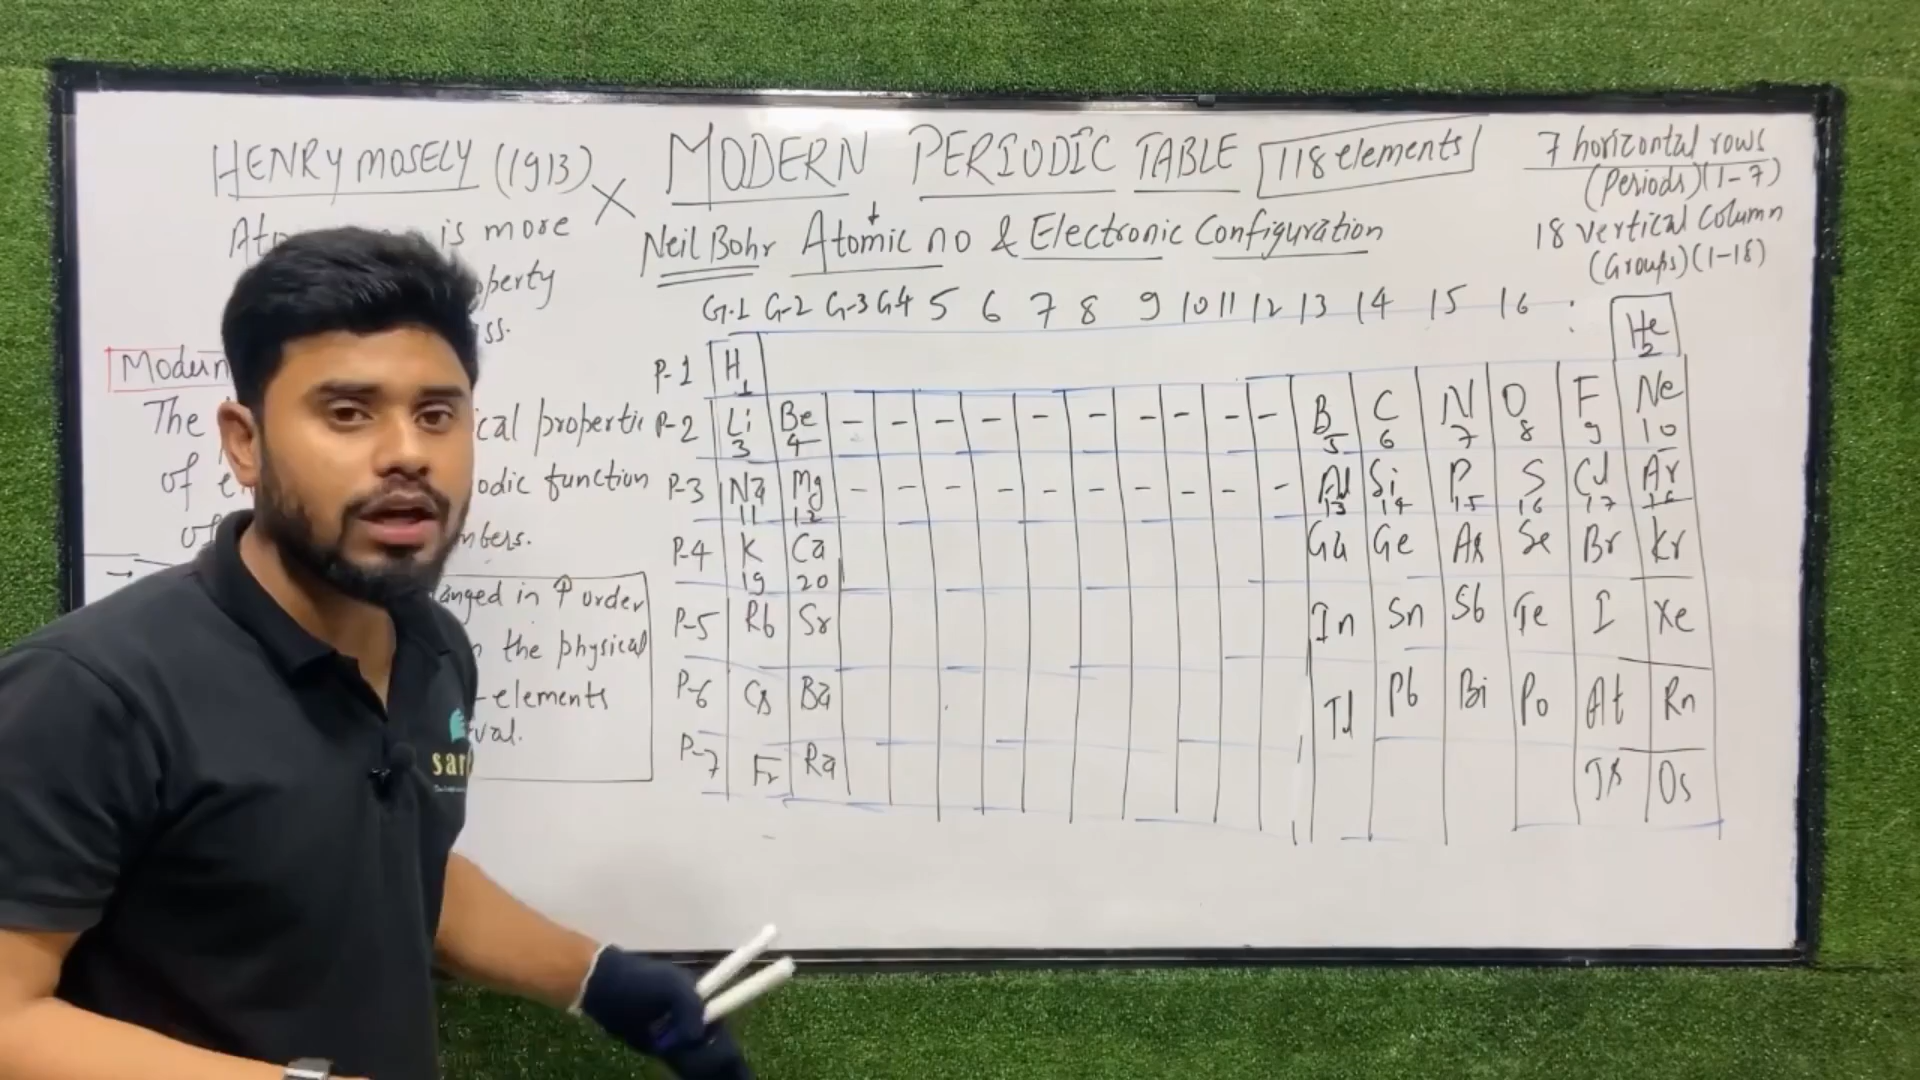 HENRY MOSELY (1913)
is more
perty
ss.
Modern
The
cal properti
of
odic function
of
mbers.
anged in ↑ order
the physical
elements
val.
sar
MODERN PERIODIC TABLE 118 elements
Neil Bohr Atomic no & Electronic Configuration
7 horizontal rows
(Periods) (1-7)
18 vertical Column
(Groups) (1-18)
G-1 G-2 G-3 G-4 5 6 7 8 9 10 11 12 13 14 15 16 :
P-1 H He
1 2
P-2 Li Be - - - - - - - - - - B C N O F Ne
3 4 5 6 7 8 9 10
P-3 Na Mg - - - - - - - - - - Al Si P S Cl Ar
11 12 13 14 15 16 17 18
P-4 K Ca Ga Ge As Se Br Kr
19 20
P-5 Rb Sr In Sn Sb Te I Xe
P-6 Cs Ba Tl Pb Bi Po At Rn
P-7 Fr Ra Ts Os